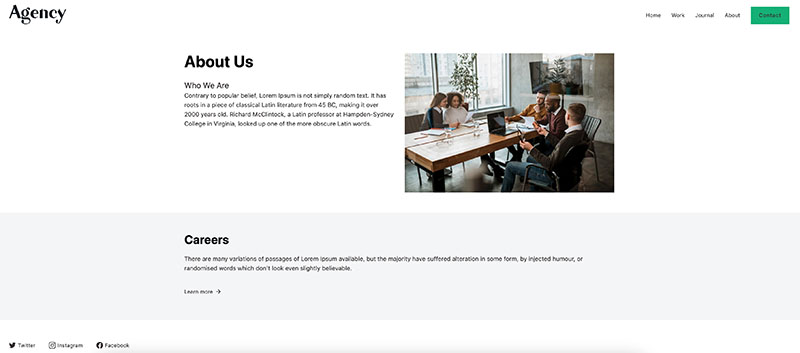 Agency
Home Work Journal About Contact
About Us
Who We Are
Contrary to popular belief, Lorem Ipsum is not simply random text. It has
roots in a piece of classical Latin literature from 45 BC, making it over
2000 years old. Richard McClintock, a Latin professor at Hampden-Sydney
College in Virginia, looked up one of the more obscure Latin words.
Careers
There are many variations of passages of Lorem Ipsum available, but the majority have suffered alteration in some form, by injected humour, or
randomised words which don't look even slightly believable.
Learn more →
Twitter Instagram Facebook